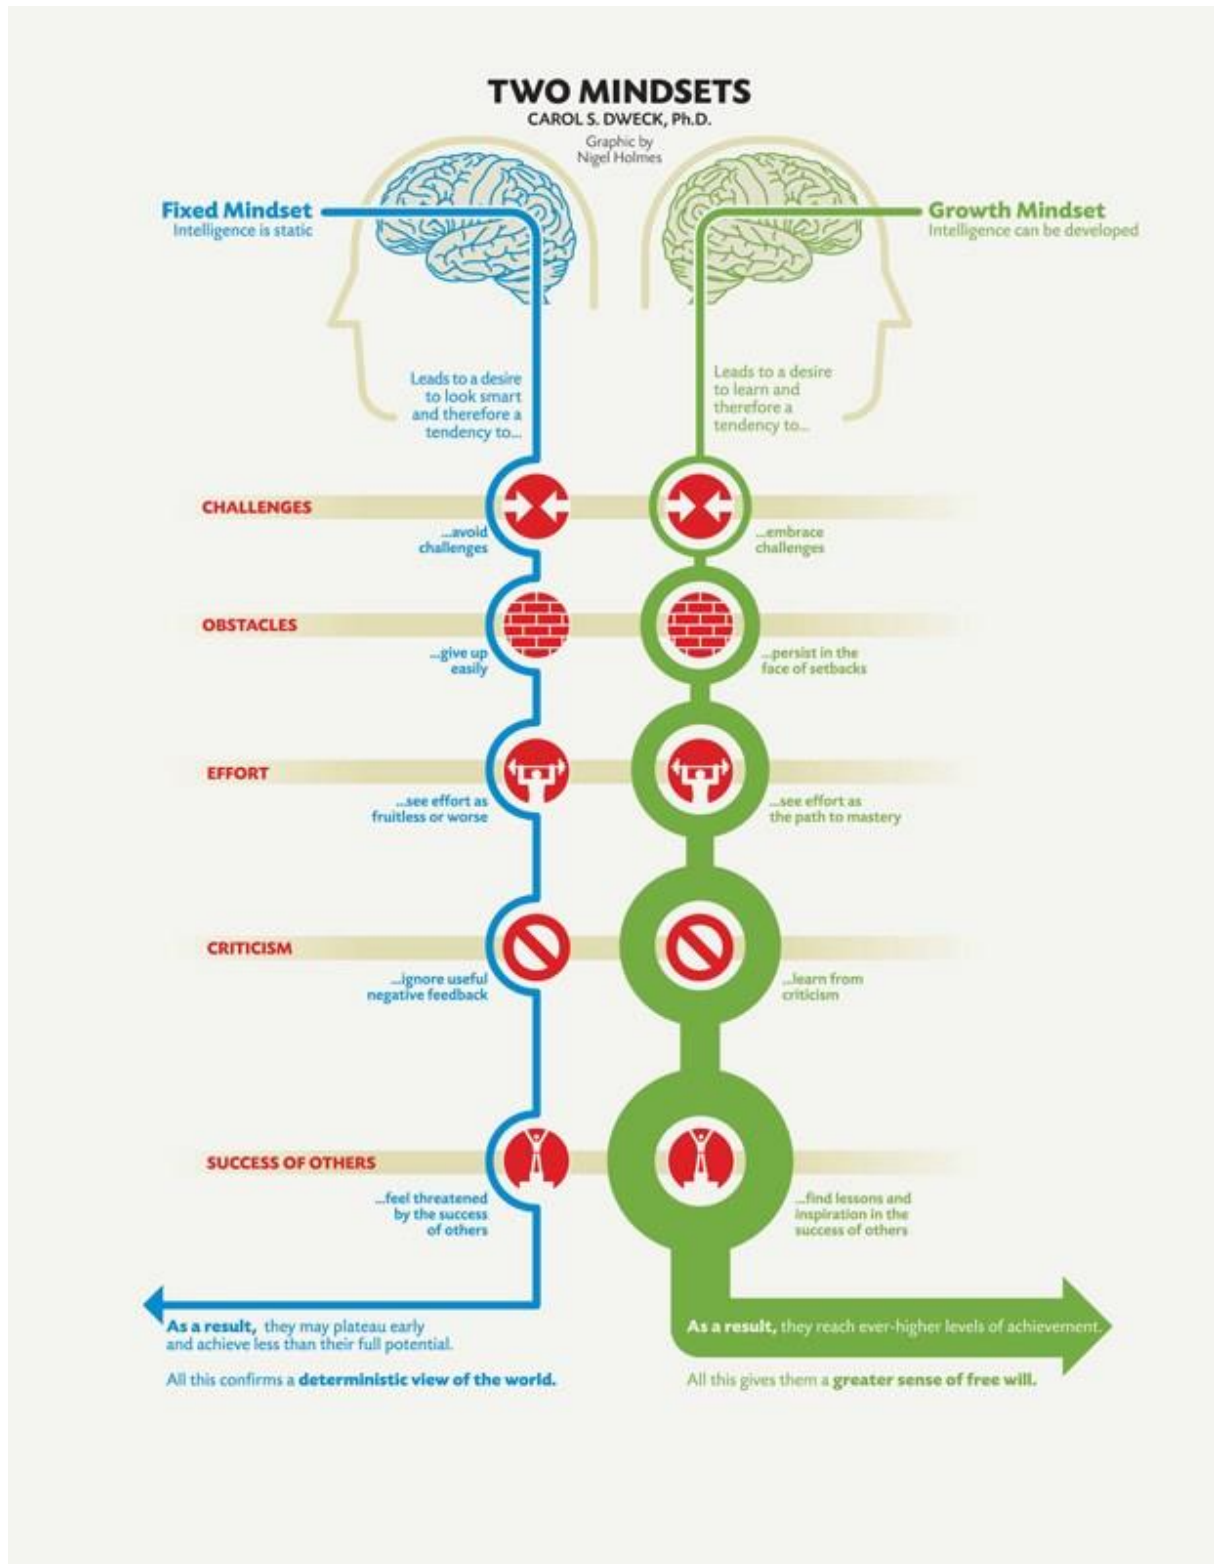 TWO MINDSETS
CAROL S. DWECK, Ph.D.
Graphic by
Nigel Holmes
Fixed Mindset
Intelligence is static
Growth Mindset
Intelligence can be developed
Leads to a desire
to look smart
and therefore a
tendency to...
Leads to a desire
to learn and
therefore a
tendency to...
CHALLENGES
...avoid
challenges
...embrace
challenges
OBSTACLES
...give up
easily
...persist in the
face of setbacks
EFFORT
...see effort as
fruitless or worse
...see effort as
the path to mastery
CRITICISM
...ignore useful
negative feedback
...learn from
criticism
SUCCESS OF OTHERS
...feel threatened
by the success
of others
...find lessons and
inspiration in the
success of others
As a result, they may plateau early
and achieve less than their full potential.
All this confirms a deterministic view of the world.
As a result, they reach ever-higher levels of achievement.
All this gives them a greater sense of free will.